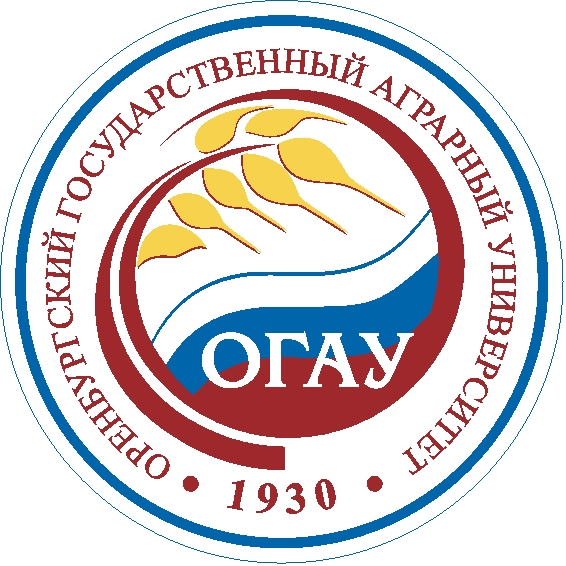 ОРЕНБУРГСКИЙ ГОСУДАРСТВЕННЫЙ АГРАРНЫЙ УНИВЕРСИТЕТ
ОГАУ
• 1930 •